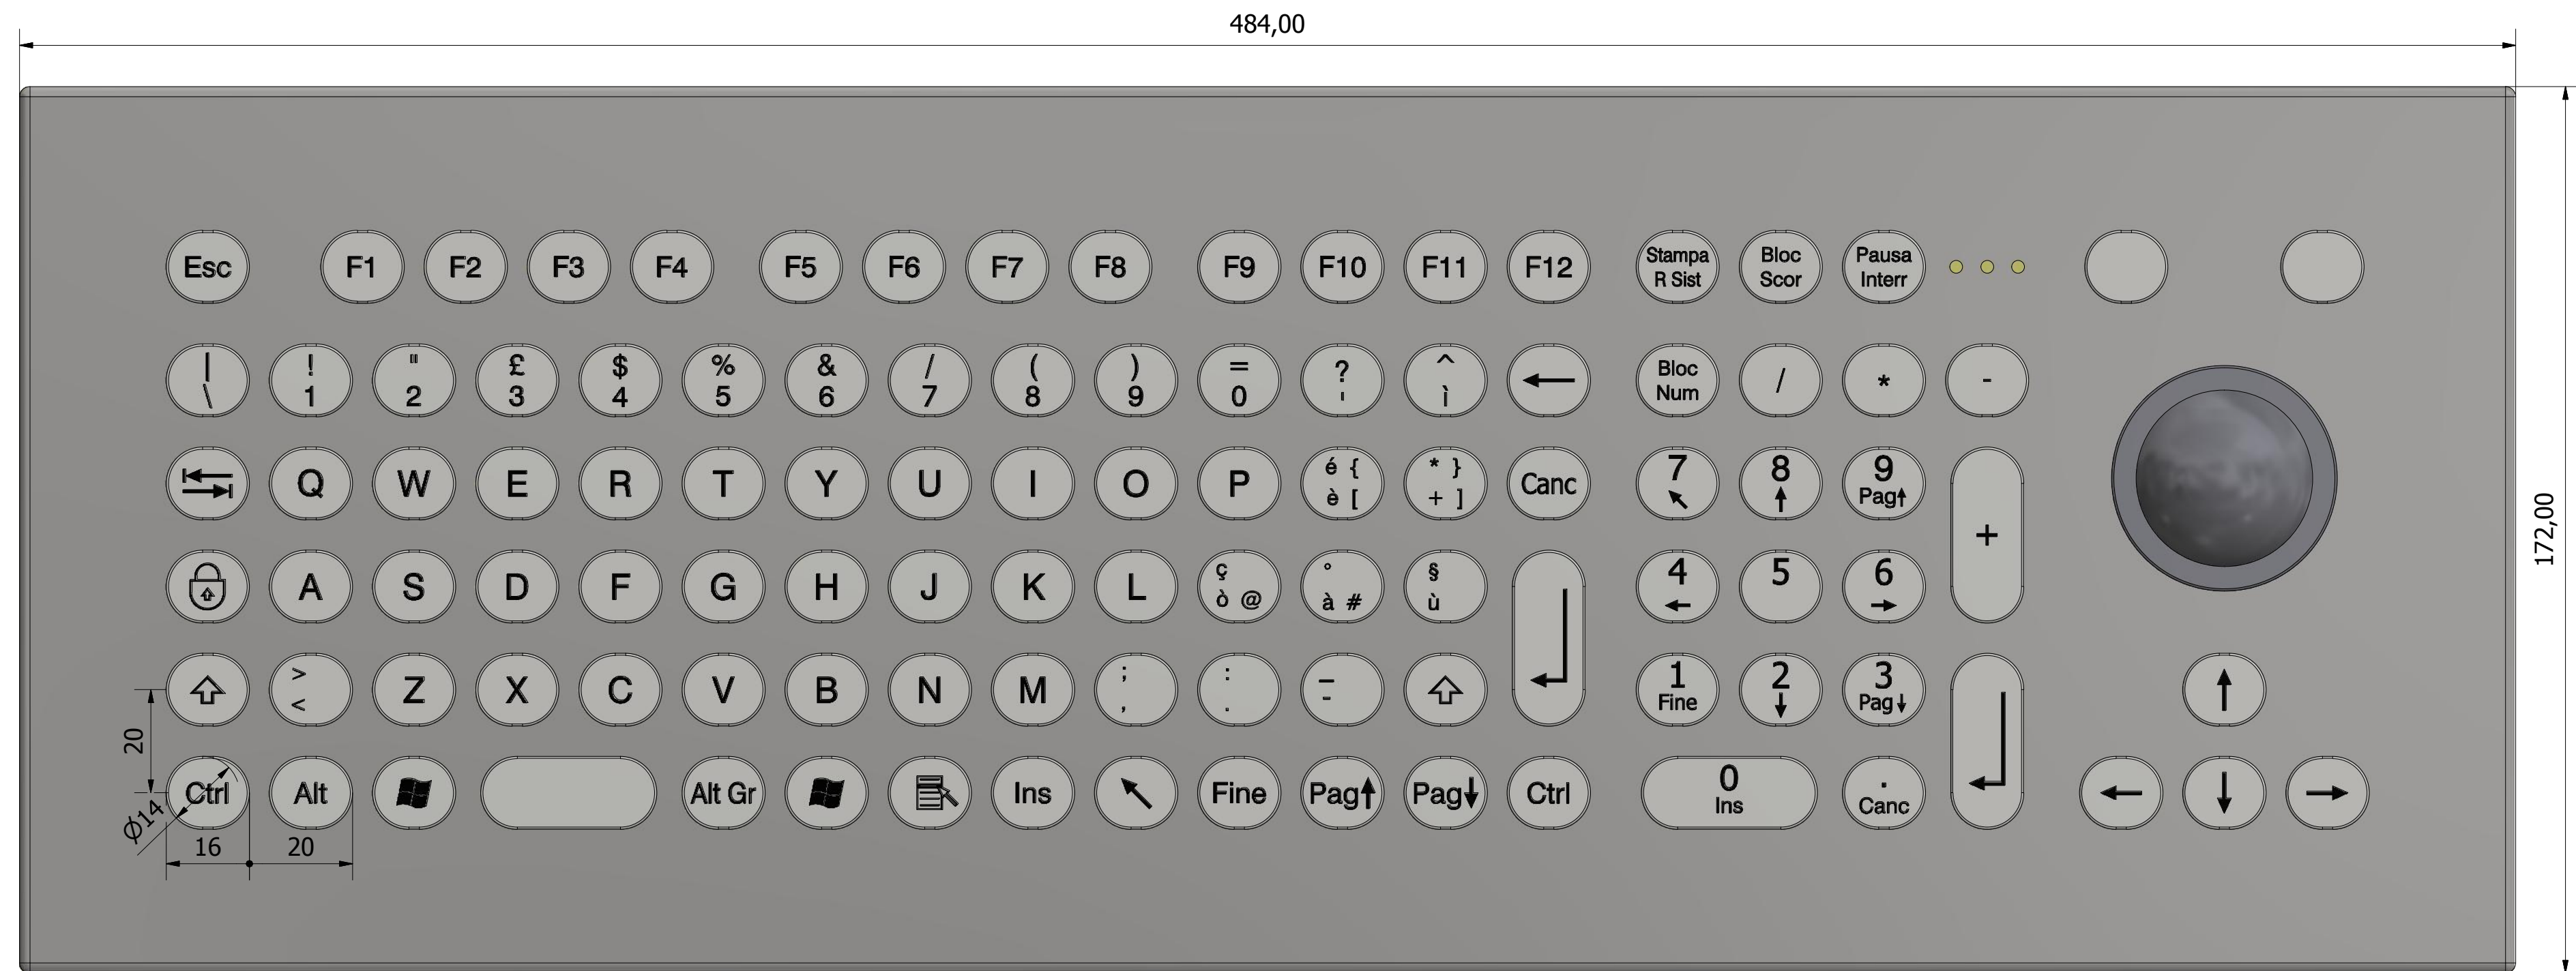 484,00
Esc F1 F2 F3 F4 F5 F6 F7 F8 F9 F10 F11 F12 Stampa Bloc Pausa
R Sist Scor Interr
| ! " £ $ % & / ( ) = ? ^ Bloc / * -
\ 1 2 3 4 5 6 7 8 9 0 ' ì Num
Q W E R T Y U I O P é { * } Canc 7 8 ↑ 9
è [ + ] ↖ Pag↑
+
172,00
A S D F G H J K L ç ° § 4 5 6
ò @ à # ù ← →
> Z X C V B N M ; : _ 1 2 3
< , . - Fine ↓ Pag↓
20
Ctrl Alt Alt Gr Ins ↖ Fine Pag↑ Pag↓ Ctrl 0 .
Ins Canc
← ↑ ↓ →
Ø14
16 20